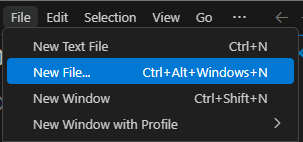 File Edit Selection View Go
New Text File Ctrl+N
New File... Ctrl+Alt+Windows+N
New Window Ctrl+Shift+N
New Window with Profile